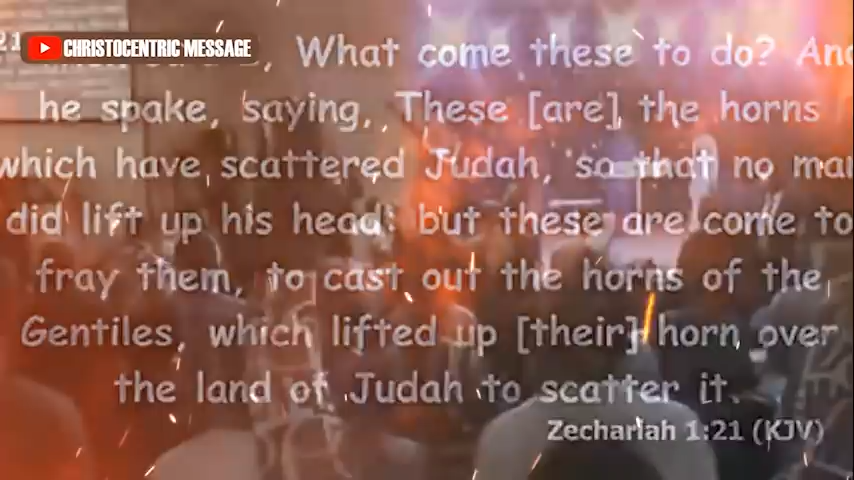 CHRISTOCENTRIC MESSAGE
21
What come these to do? And
he spake, saying, These [are] the horns
which have scattered Judah, so that no man
did lift up his head: but these are come to
fray them, to cast out the horns of the
Gentiles, which lifted up [their] horn over
the land of Judah to scatter it.
Zechariah 1:21 (KJV)